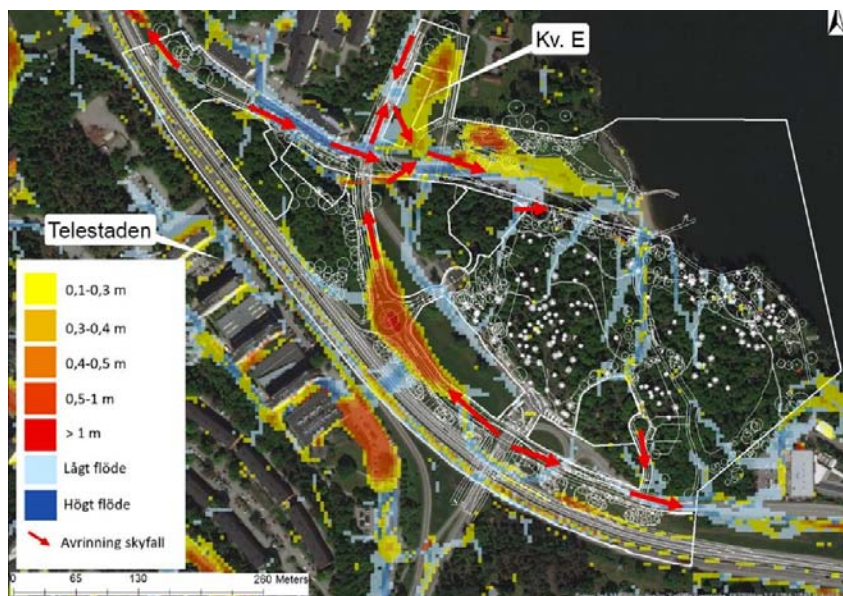 Kv. E
Telestaden
0,1-0,3 m
0,3-0,4 m
0,4-0,5 m
0,5-1 m
> 1 m
Lågt flöde
Högt flöde
Avrinning skyfall
0 65 130 260 Meters